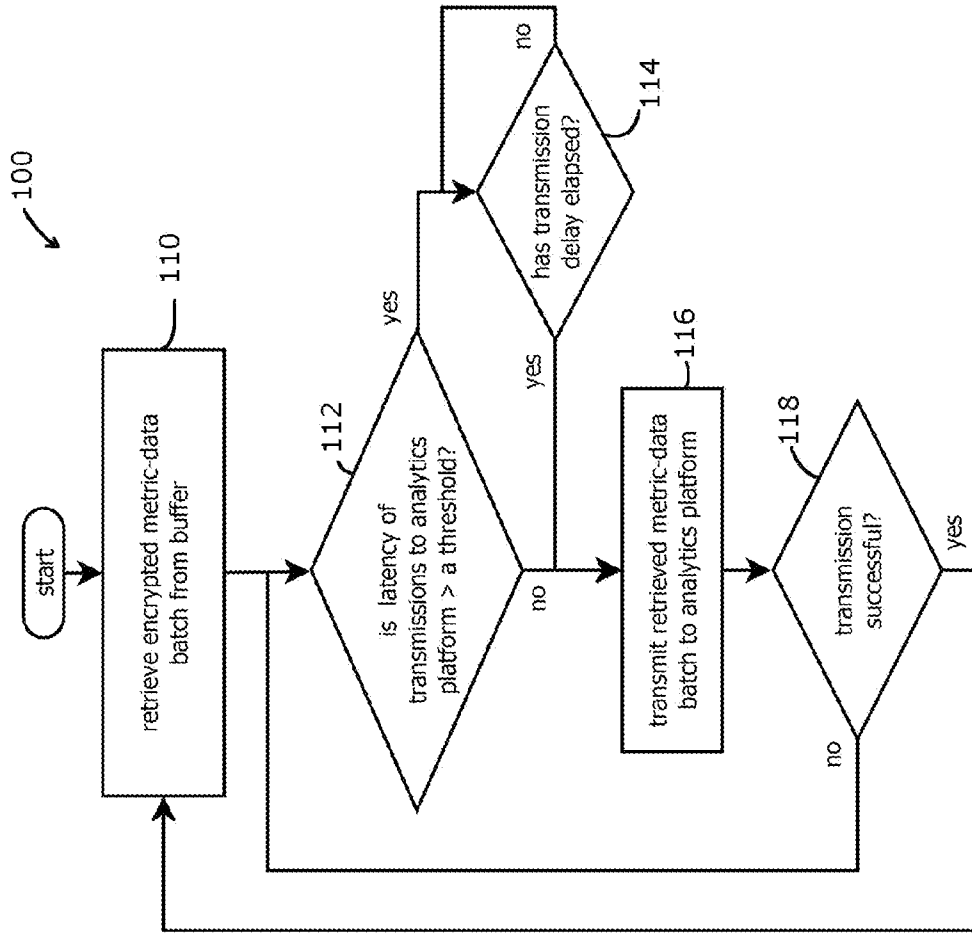 100
start
retrieve encrypted metric-data
batch from buffer
110
is latency of
transmissions to analytics
platform > a threshold?
112
yes
no
has transmission
delay elapsed?
114
no
yes
transmit retrieved metric-data
batch to analytics platform
116
transmission
successful?
118
no
yes